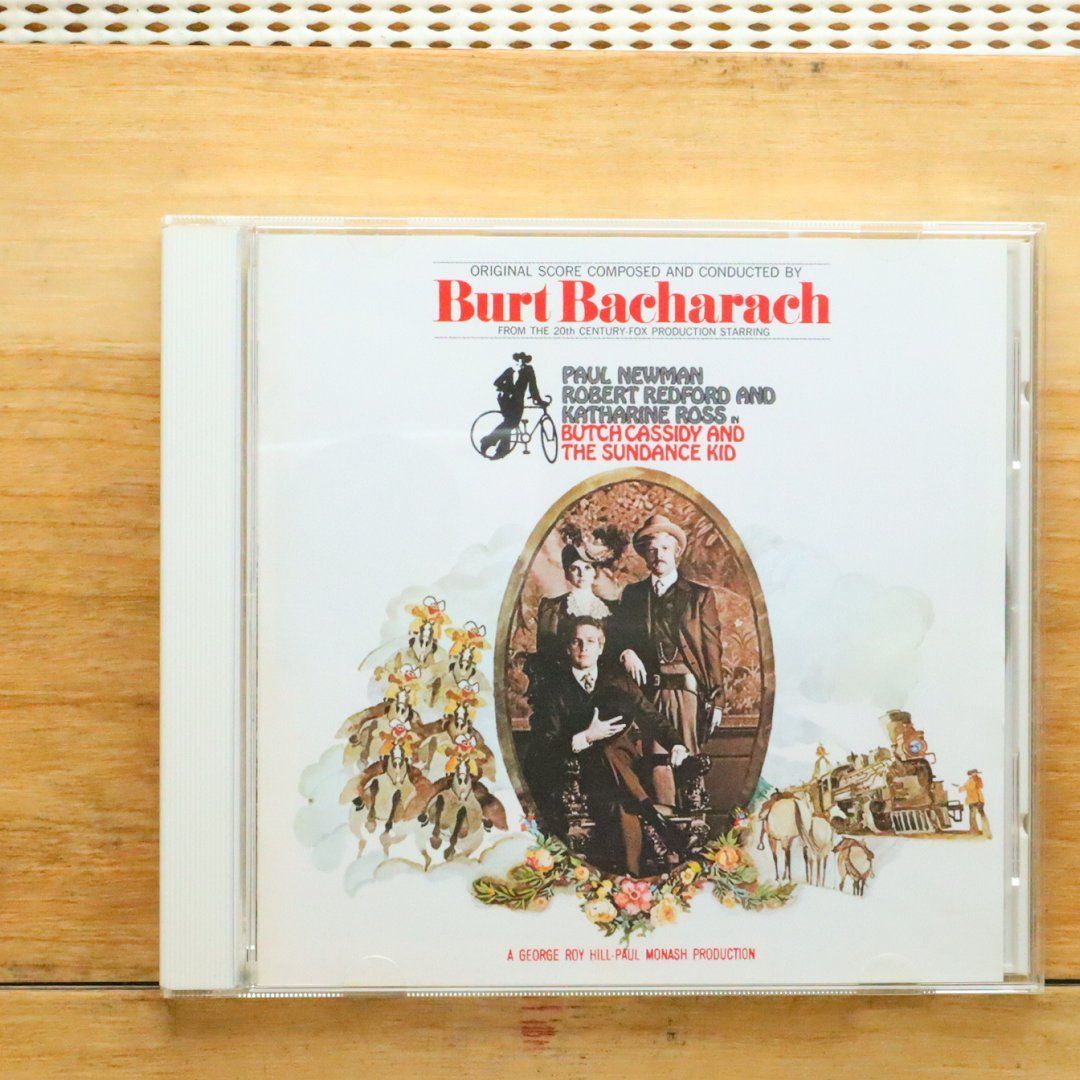 ORIGINAL SCORE COMPOSED AND CONDUCTED BY
Burt Bacharach
FROM THE 20th CENTURY-FOX PRODUCTION STARRING
PAUL NEWMAN
ROBERT REDFORD AND
KATHARINE ROSS IN
BUTCH CASSIDY AND
THE SUNDANCE KID
A GEORGE ROY HILL-PAUL MONASH PRODUCTION